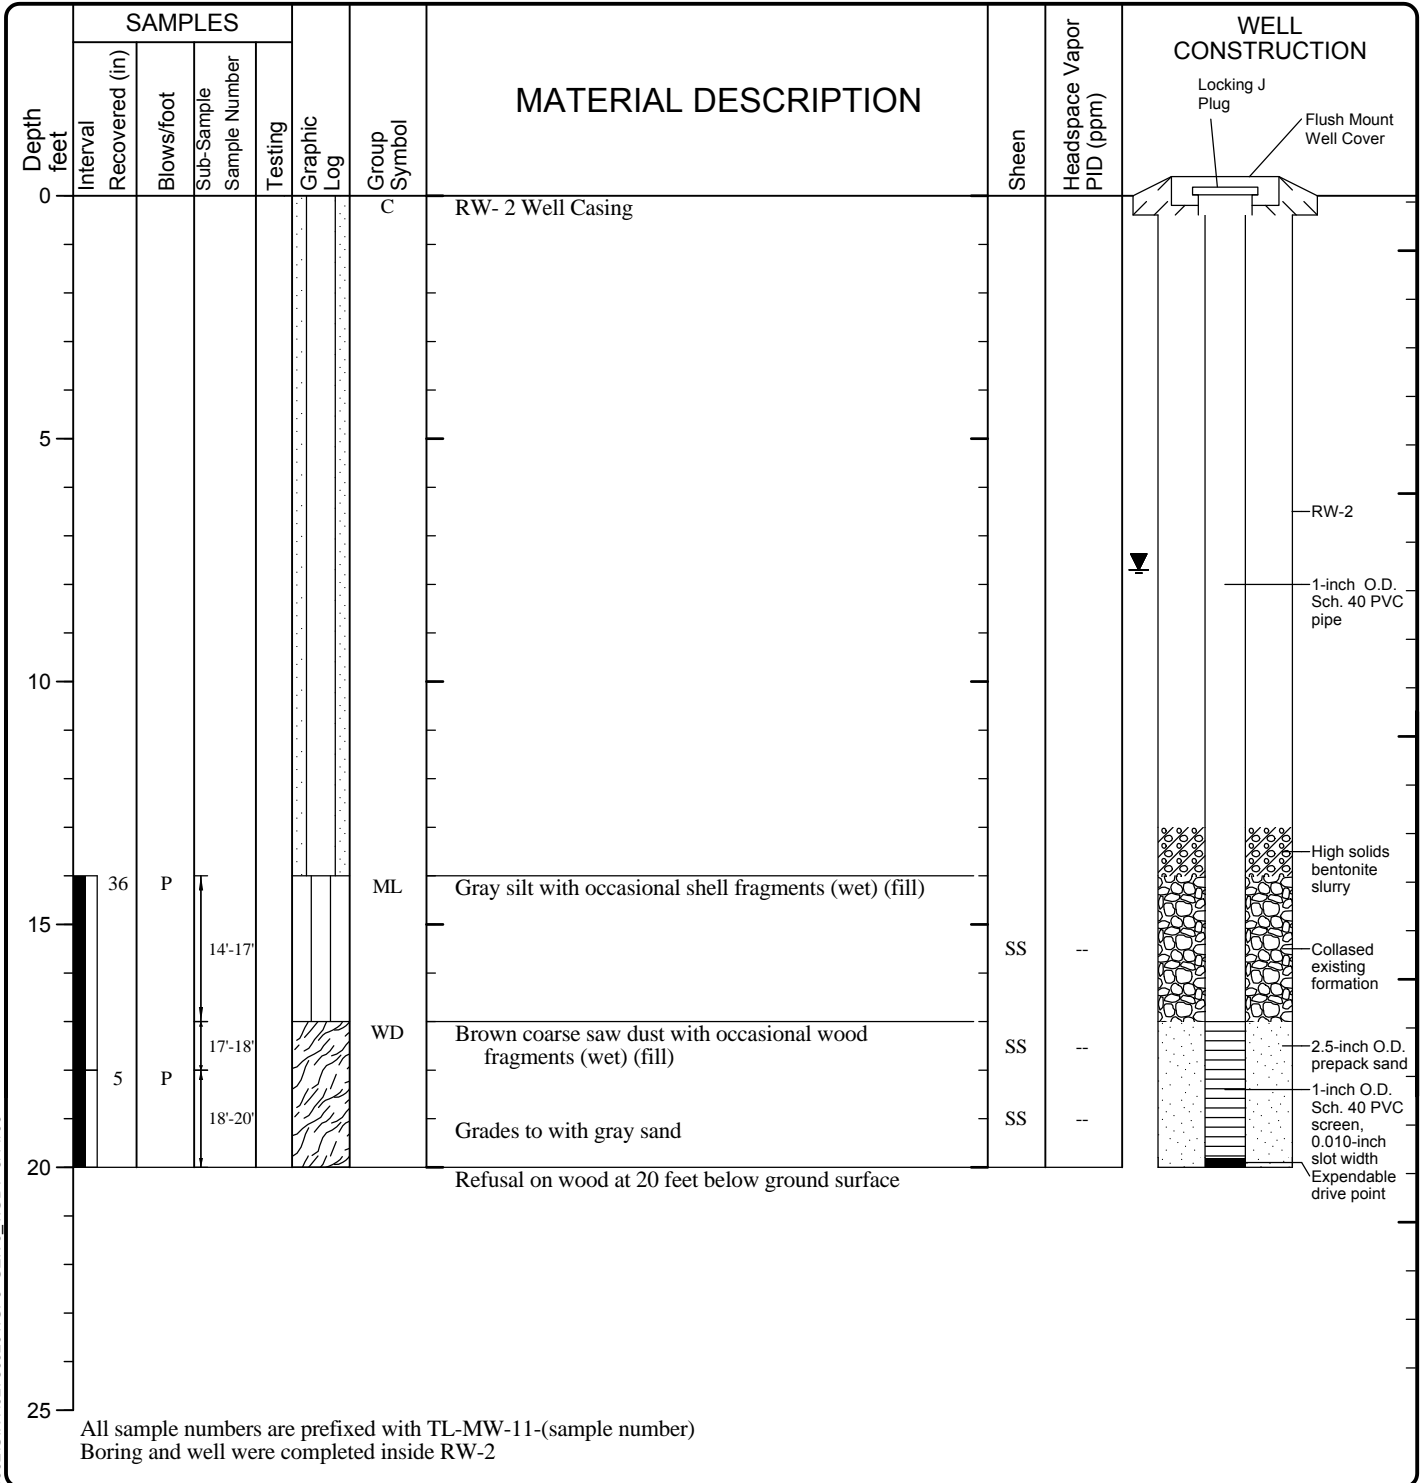 SAMPLES
Depth
feet
Interval
Recovered (in)
Blows/foot
Sub-Sample
Sample Number
Testing
Graphic
Log
Group
Symbol
MATERIAL DESCRIPTION
Sheen
Headspace Vapor
PID (ppm)
WELL
CONSTRUCTION
Locking J
Plug
Flush Mount
Well Cover
0
C
RW- 2 Well Casing
5
RW-2
1-inch O.D.
Sch. 40 PVC
pipe
10
High solids
bentonite
slurry
36
P
ML
Gray silt with occasional shell fragments (wet) (fill)
15
14'-17'
SS
--
Collased
existing
formation
WD
Brown coarse saw dust with occasional wood
fragments (wet) (fill)
17'-18'
SS
--
2.5-inch O.D.
prepack sand
5
P
1-inch O.D.
Sch. 40 PVC
screen,
0.010-inch
slot width
18'-20'
Grades to with gray sand
SS
--
20
Refusal on wood at 20 feet below ground surface
Expendable
drive point
25
All sample numbers are prefixed with TL-MW-11-(sample number)
Boring and well were completed inside RW-2